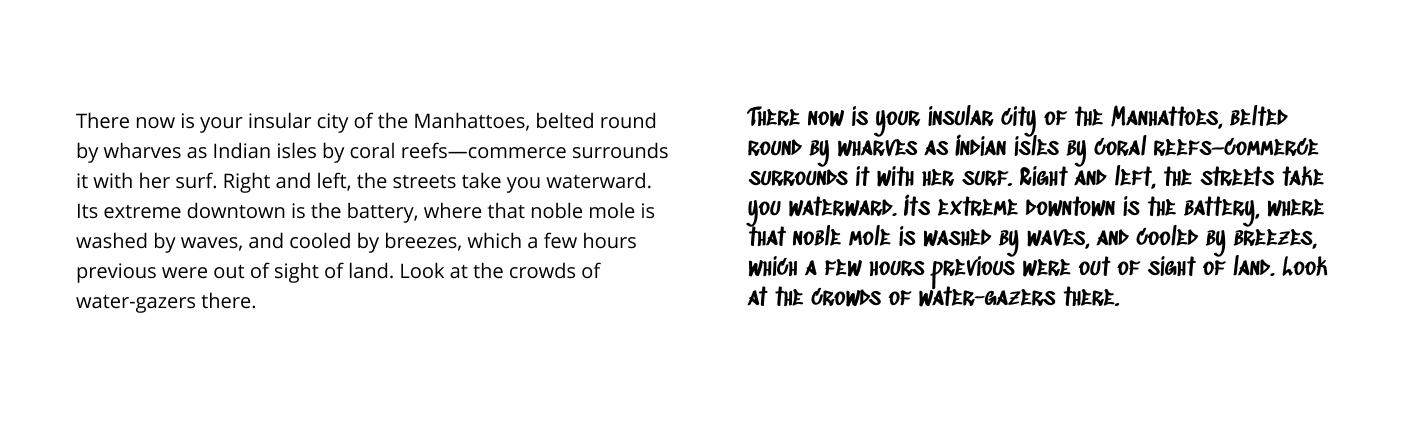 There now is your insular city of the Manhattoes, belted round
by wharves as Indian isles by coral reefs—commerce surrounds
it with her surf. Right and left, the streets take you waterward.
Its extreme downtown is the battery, where that noble mole is
washed by waves, and cooled by breezes, which a few hours
previous were out of sight of land. Look at the crowds of
water-gazers there.
There now is your insular city of the Manhattoes, belted
round by wharves as Indian isles by coral reefs—commerce
surrounds it with her surf. Right and left, the streets take
you waterward. Its extreme downtown is the battery, where
that noble mole is washed by waves, and cooled by breezes,
which a few hours previous were out of sight of land. Look
at the crowds of water-gazers there.